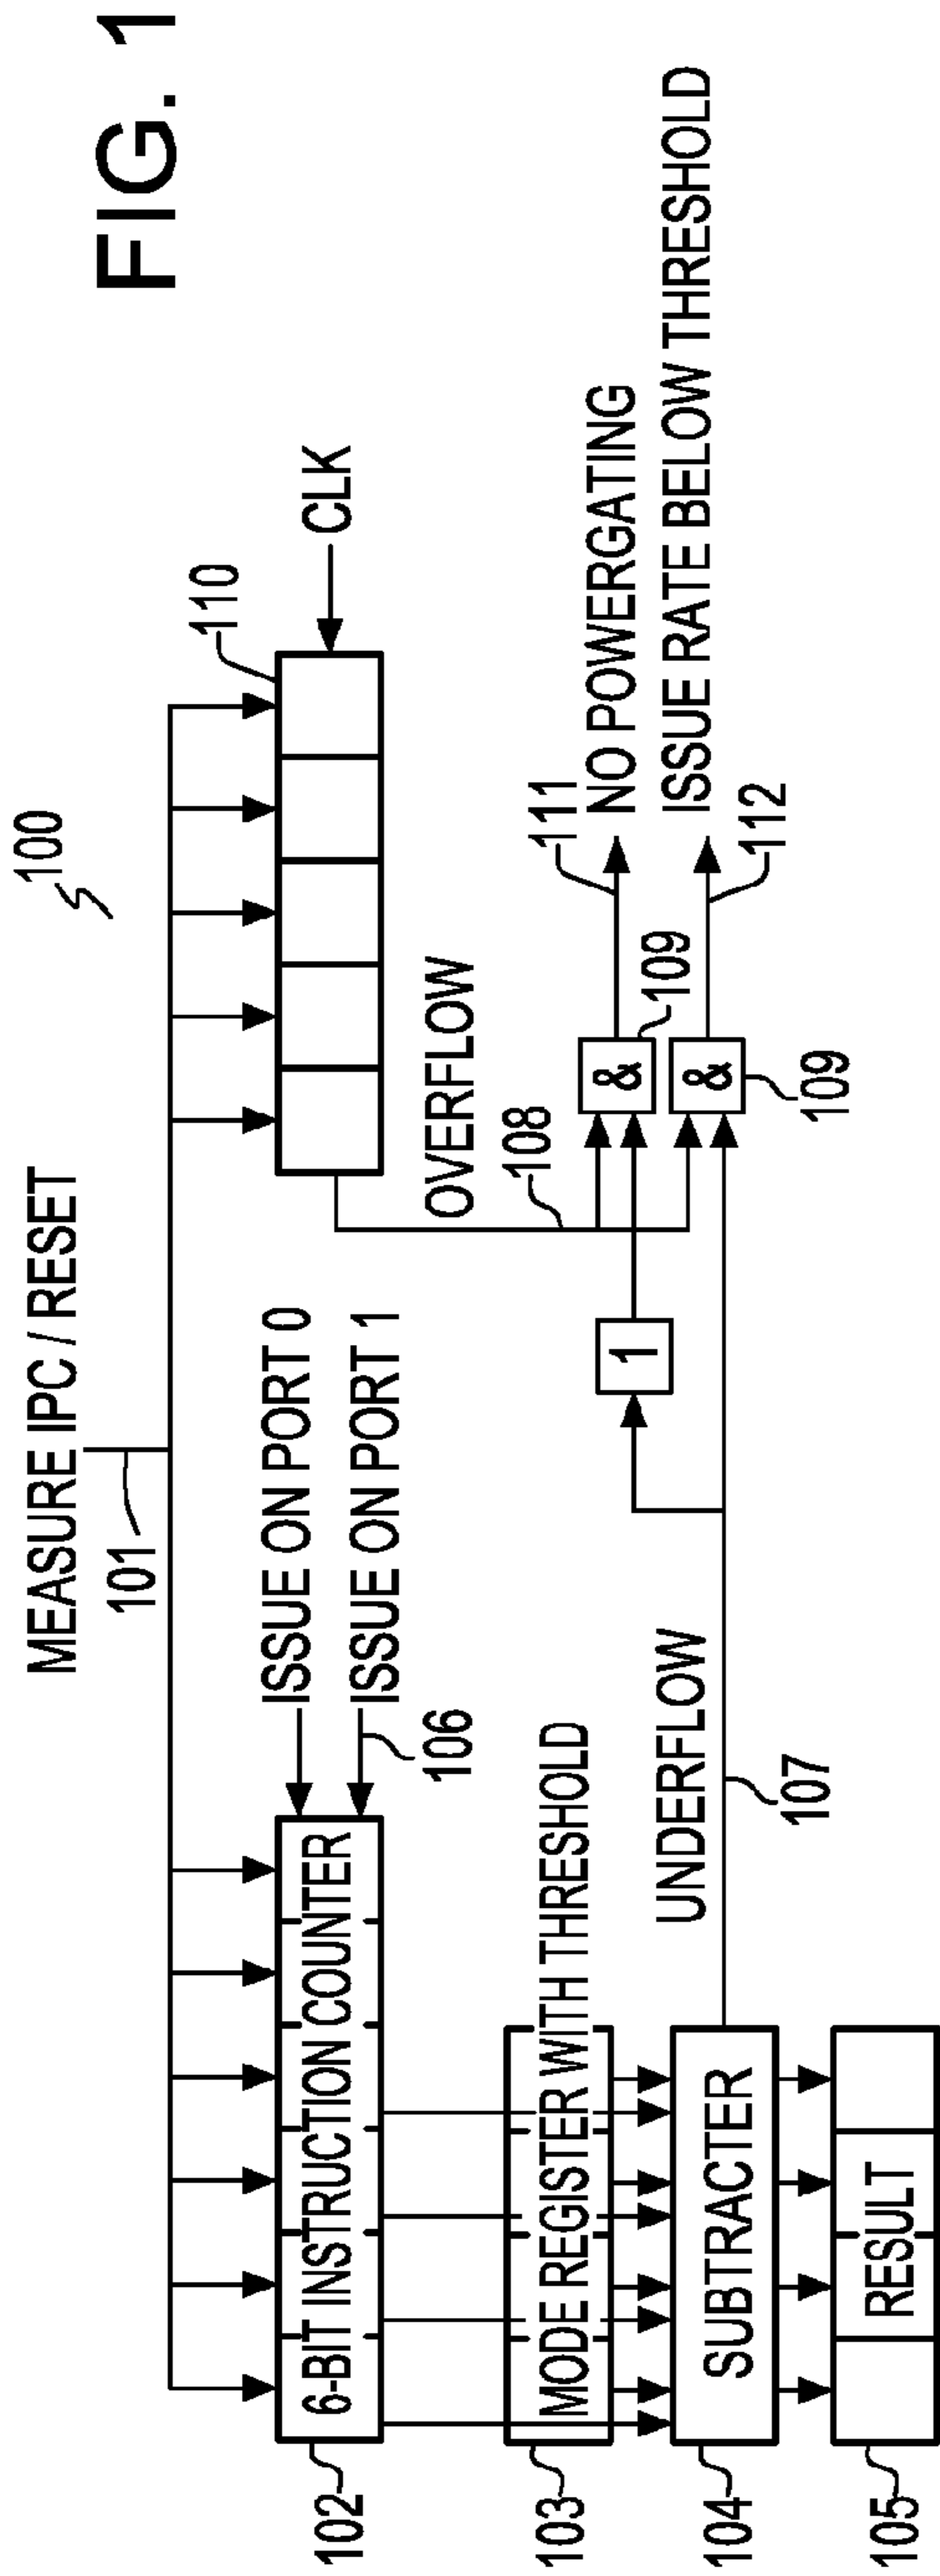 FIG. 1
100
MEASURE IPC / RESET
101
110
CLK
ISSUE ON PORT 0
ISSUE ON PORT 1
106
6-BIT INSTRUCTION COUNTER
102
OVERFLOW
108
MODE REGISTER WITH THRESHOLD
103
1
&
109
111
NO POWERGATING
&
109
112
ISSUE RATE BELOW THRESHOLD
UNDERFLOW
107
SUBTRACTER
104
RESULT
105